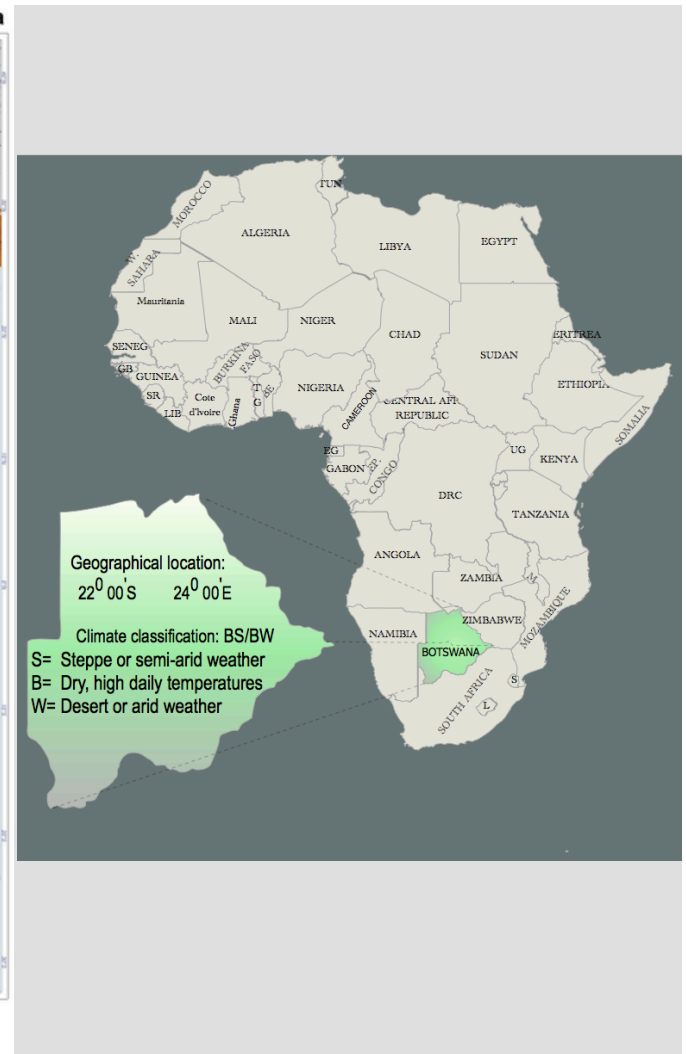 a
TUN
MOROCCO
ALGERIA
LIBYA
EGYPT
W.
SAHARA
Mauritania
MALI
NIGER
CHAD
SUDAN
ERITREA
SENEG
GB
GUINEA
BURKINA
FASO
NIGERIA
ETHIOPIA
SR
LIB
Cote
d'Ivoire
Ghana
T
G
BE
CAMEROON
CENTRAL AFI
REPUBLIC
SOMALIA
EG
GABON
EP.
CONGO
UG
KENYA
DRC
TANZANIA
ANGOLA
ZAMBIA
M
MOZAMBIQUE
NAMIBIA
ZIMBABWE
BOTSWANA
SOUTH AFRICA
S
L
Geographical location:
22⁰ 00'S 24⁰ 00'E
Climate classification: BS/BW
S= Steppe or semi-arid weather
B= Dry, high daily temperatures
W= Desert or arid weather